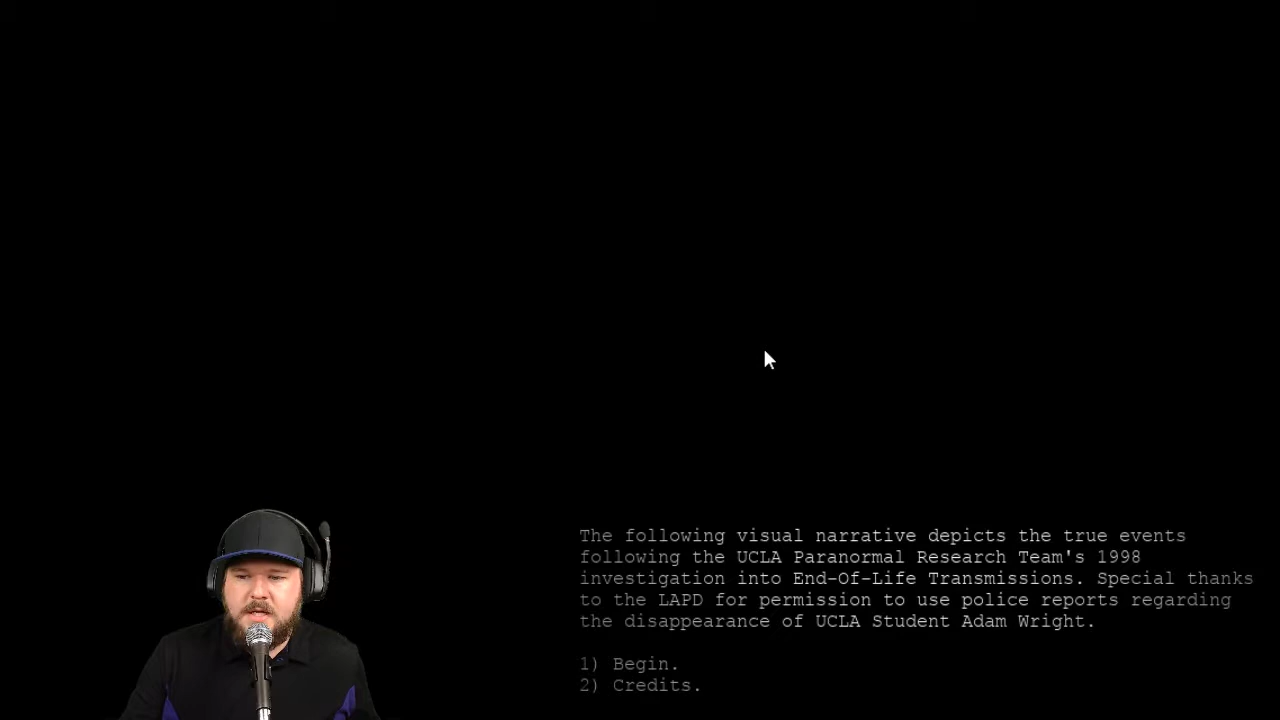 The following visual narrative depicts the true events
following the UCLA Paranormal Research Team's 1998
investigation into End-Of-Life Transmissions. Special thanks
to the LAPD for permission to use police reports regarding
the disappearance of UCLA Student Adam Wright.
1) Begin.
2) Credits.